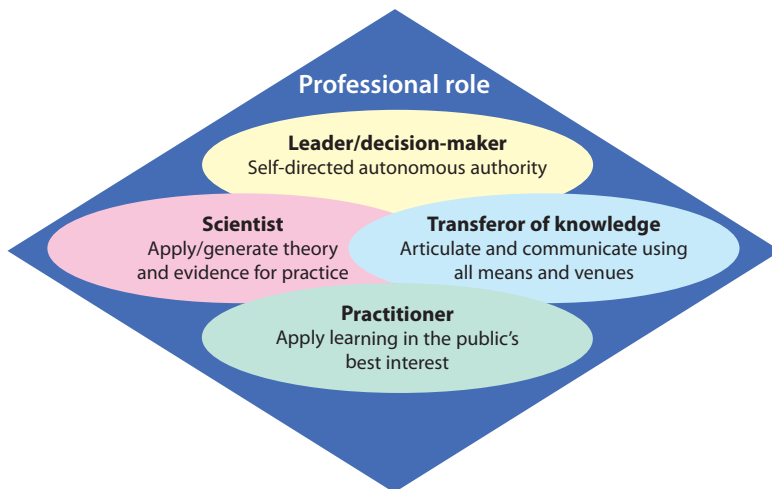 Professional role
Leader/decision-maker
Self-directed autonomous authority
Scientist
Apply/generate theory
and evidence for practice
Transferor of knowledge
Articulate and communicate using
all means and venues
Practitioner
Apply learning in the public’s
best interest